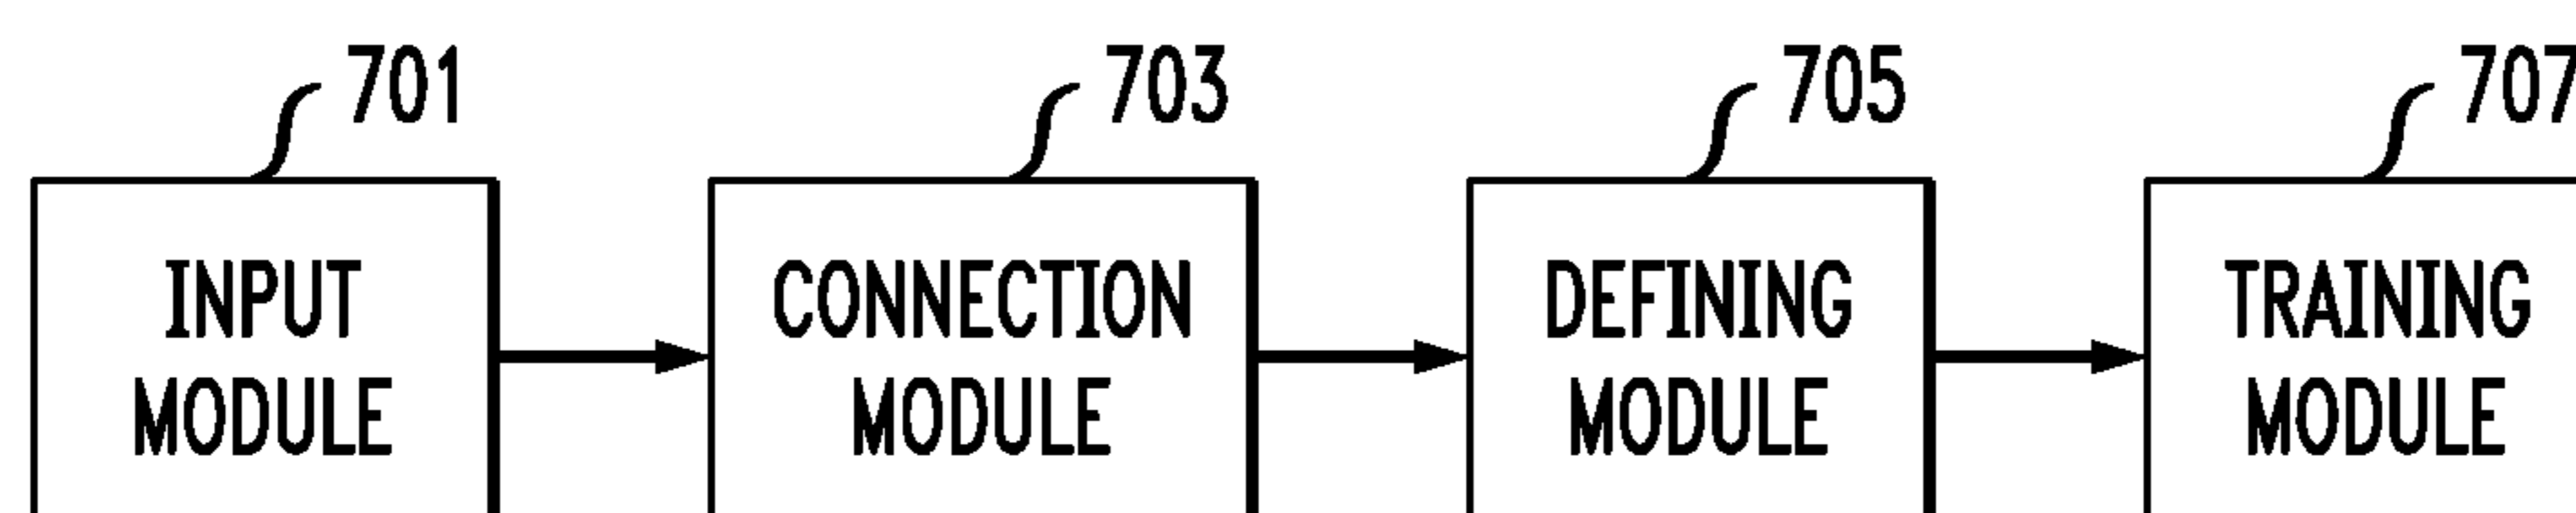 701
703
705
707
INPUT
MODULE
CONNECTION
MODULE
DEFINING
MODULE
TRAINING
MODULE